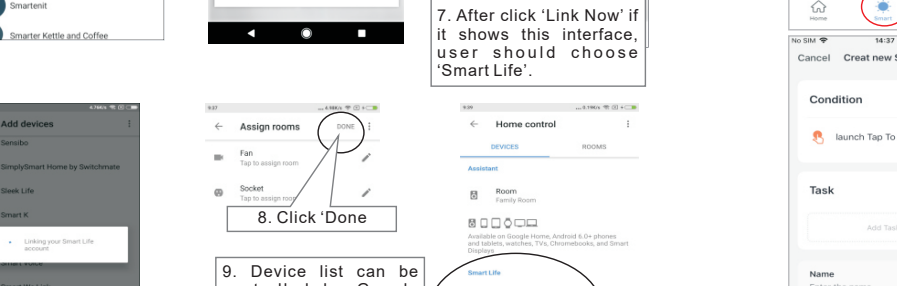 Smartenit
Smarter Kettle and Coffee
7. After click ‘Link Now’ if
it shows this interface,
user should choose
‘Smart Life’.
Home
Smart
No SIM
14:37
Cancel
Creat new
Condition
launch Tap To
Task
Add Tas
Name
Add devices
Sensibo
SimplySmart Home by Switchmate
Sleek Life
Smart K
Linking your Smart Life
account
9:37
Assign rooms
DONE
Fan
Tap to assign room
Socket
Tap to assign room
8. Click ‘Done
9. Device list can be
9:39
Home control
DEVICES
ROOMS
Assistant
Room
Family Room
Available on Google Home, Android 6.0+ phones
and tablets, watches, TVs, Chromebooks, and Smart
Displays
Smart Life